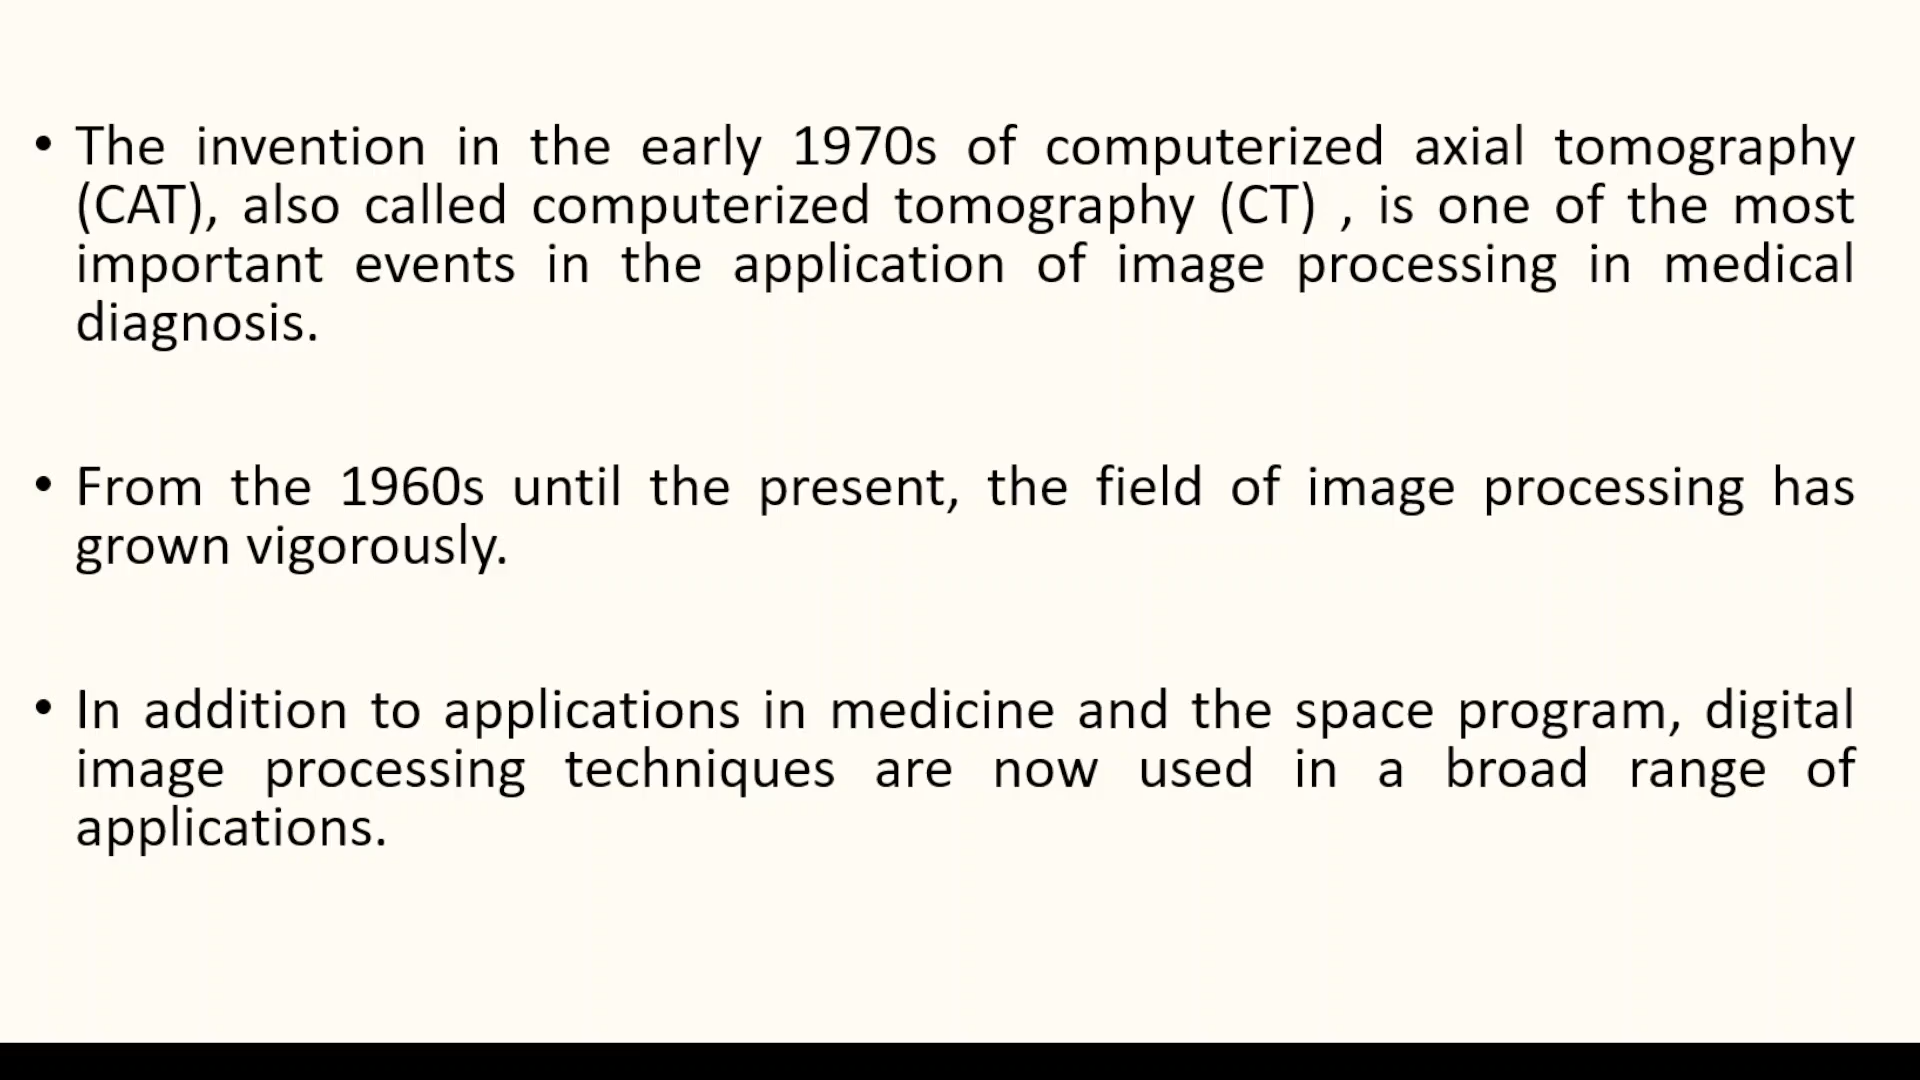 • The invention in the early 1970s of computerized axial tomography
(CAT), also called computerized tomography (CT) , is one of the most
important events in the application of image processing in medical
diagnosis.
• From the 1960s until the present, the field of image processing has
grown vigorously.
• In addition to applications in medicine and the space program, digital
image processing techniques are now used in a broad range of
applications.